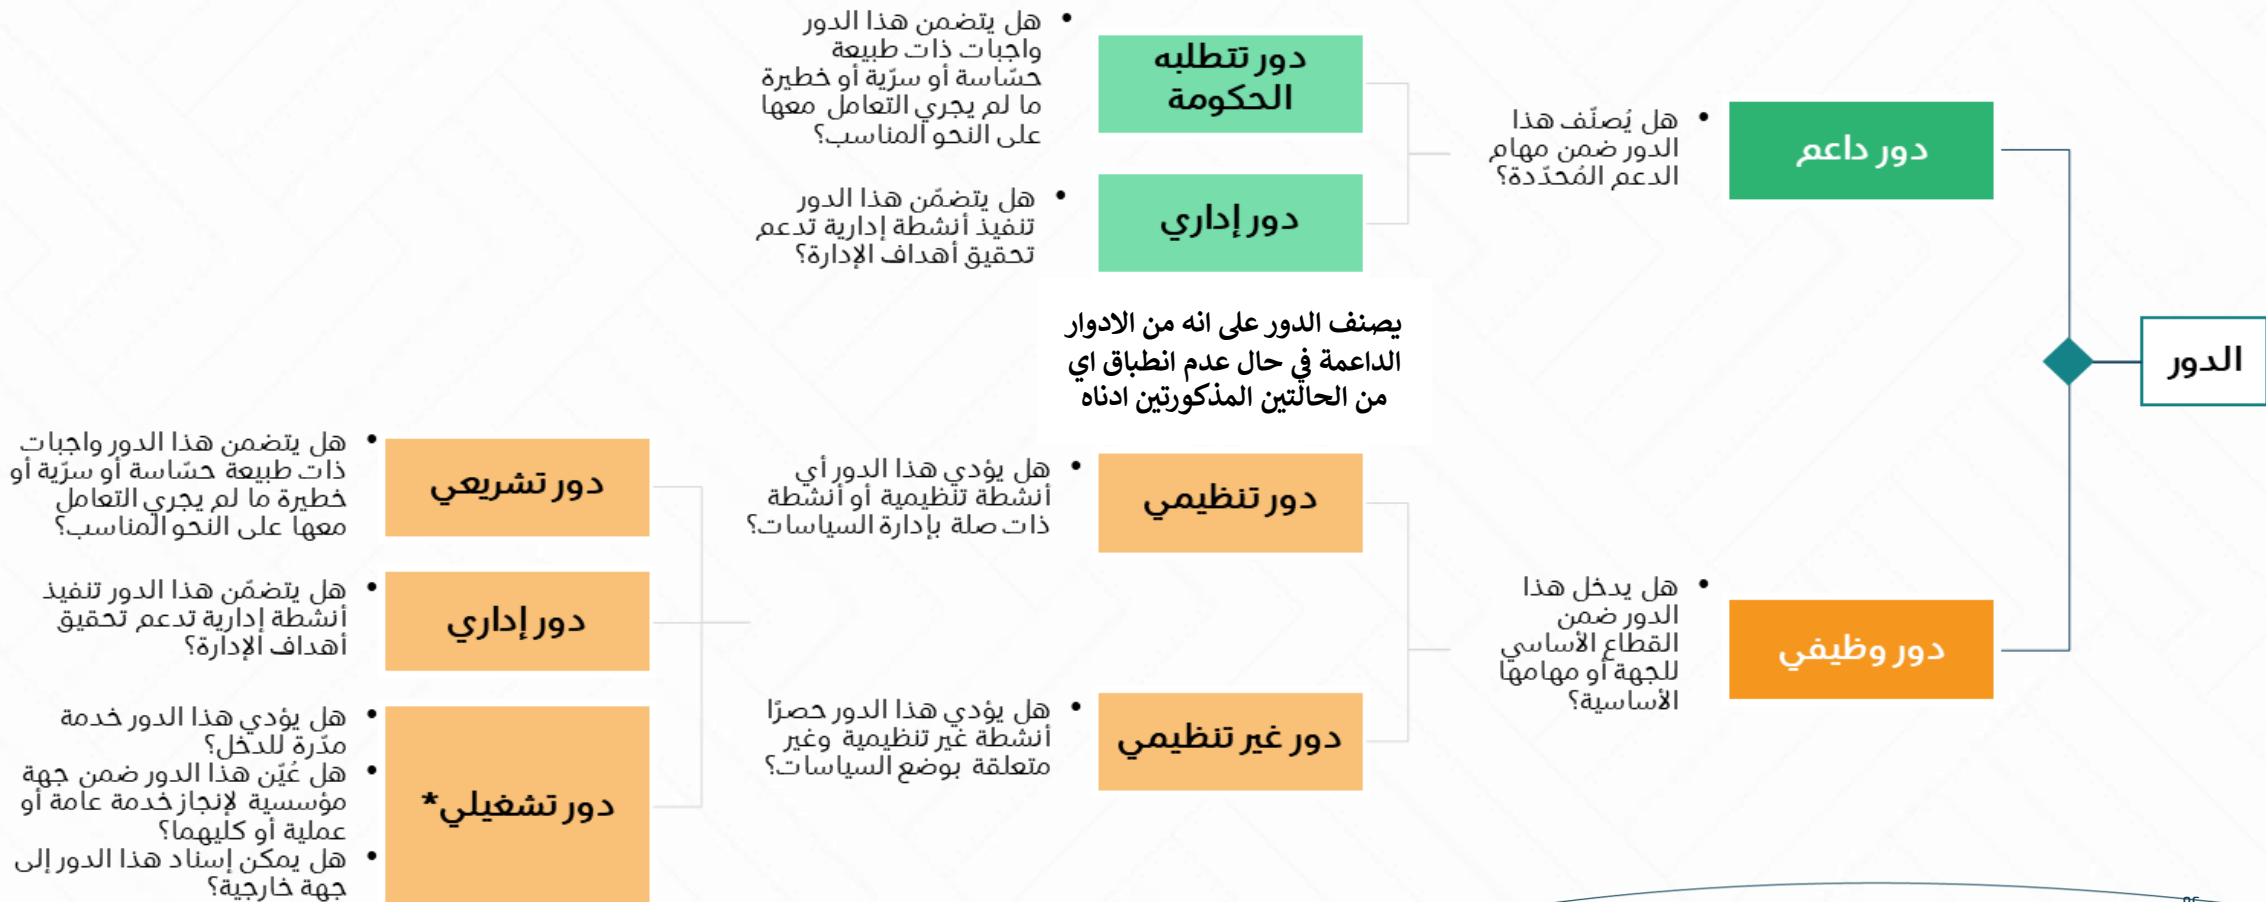 الدور
دور داعم
هل يُصنّف هذا
الدور ضمن مهام
الدعم المُحدّدة؟
دور تتطلبه
الحكومة
هل يتضمن هذا الدور
واجبات ذات طبيعة
حسّاسة أو سرّية أو خطيرة
ما لم يجري التعامل معها
على النحو المناسب؟
دور إداري
هل يتضمّن هذا الدور
تنفيذ أنشطة إدارية تدعم
تحقيق أهداف الإدارة؟
يصنف الدور على انه من الادوار
الداعمة في حال عدم انطباق اي
من الحالتين المذكورتين ادناه
دور وظيفي
هل يدخل هذا
الدور ضمن
القطاع الأساسي
للجهة أو مهامها
الأساسية؟
دور تنظيمي
هل يؤدي هذا الدور أي
أنشطة تنظيمية أو أنشطة
ذات صلة بإدارة السياسات؟
دور غير تنظيمي
هل يؤدي هذا الدور حصرًا
أنشطة غير تنظيمية وغير
متعلقة بوضع السياسات؟
دور تشريعي
هل يتضمن هذا الدور واجبات
ذات طبيعة حسّاسة أو سرّية أو
خطيرة ما لم يجري التعامل
معها على النحو المناسب؟
دور إداري
هل يتضمّن هذا الدور تنفيذ
أنشطة إدارية تدعم تحقيق
أهداف الإدارة؟
دور تشغيلي*
هل يؤدي هذا الدور خدمة
مدّرة للدخل؟
هل عُيّن هذا الدور ضمن جهة
مؤسسية لإنجاز خدمة عامة أو
عملية أو كليهما؟
هل يمكن إسناد هذا الدور إلى
جهة خارجية؟